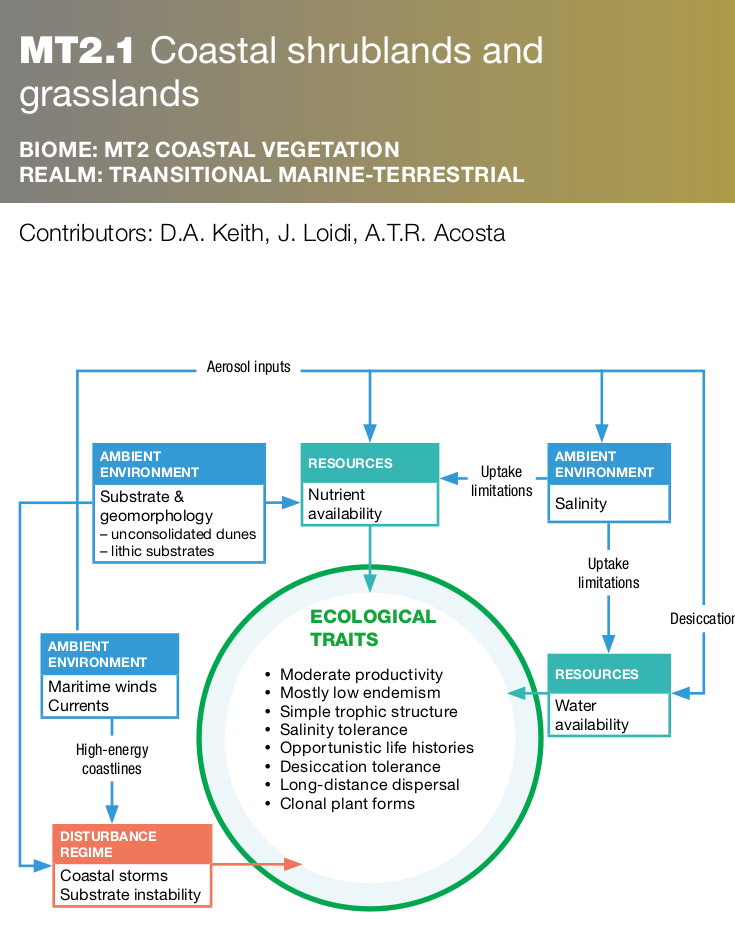 MT2.1 Coastal shrublands and
grasslands
BIOME: MT2 COASTAL VEGETATION
REALM: TRANSITIONAL MARINE-TERRESTRIAL
Contributors: D.A. Keith, J. Loidi, A.T.R. Acosta
Aerosol inputs
AMBIENT
ENVIRONMENT
Substrate &
geomorphology
– unconsolidated dunes
– lithic substrates
RESOURCES
Nutrient
availability
Uptake
limitations
AMBIENT
ENVIRONMENT
Salinity
Uptake
limitations
Desiccation
ECOLOGICAL
TRAITS
• Moderate productivity
• Mostly low endemism
• Simple trophic structure
• Salinity tolerance
• Opportunistic life histories
• Desiccation tolerance
• Long-distance dispersal
• Clonal plant forms
AMBIENT
ENVIRONMENT
Maritime winds
Currents
RESOURCES
Water
availability
High-energy
coastlines
DISTURBANCE
REGIME
Coastal storms
Substrate instability